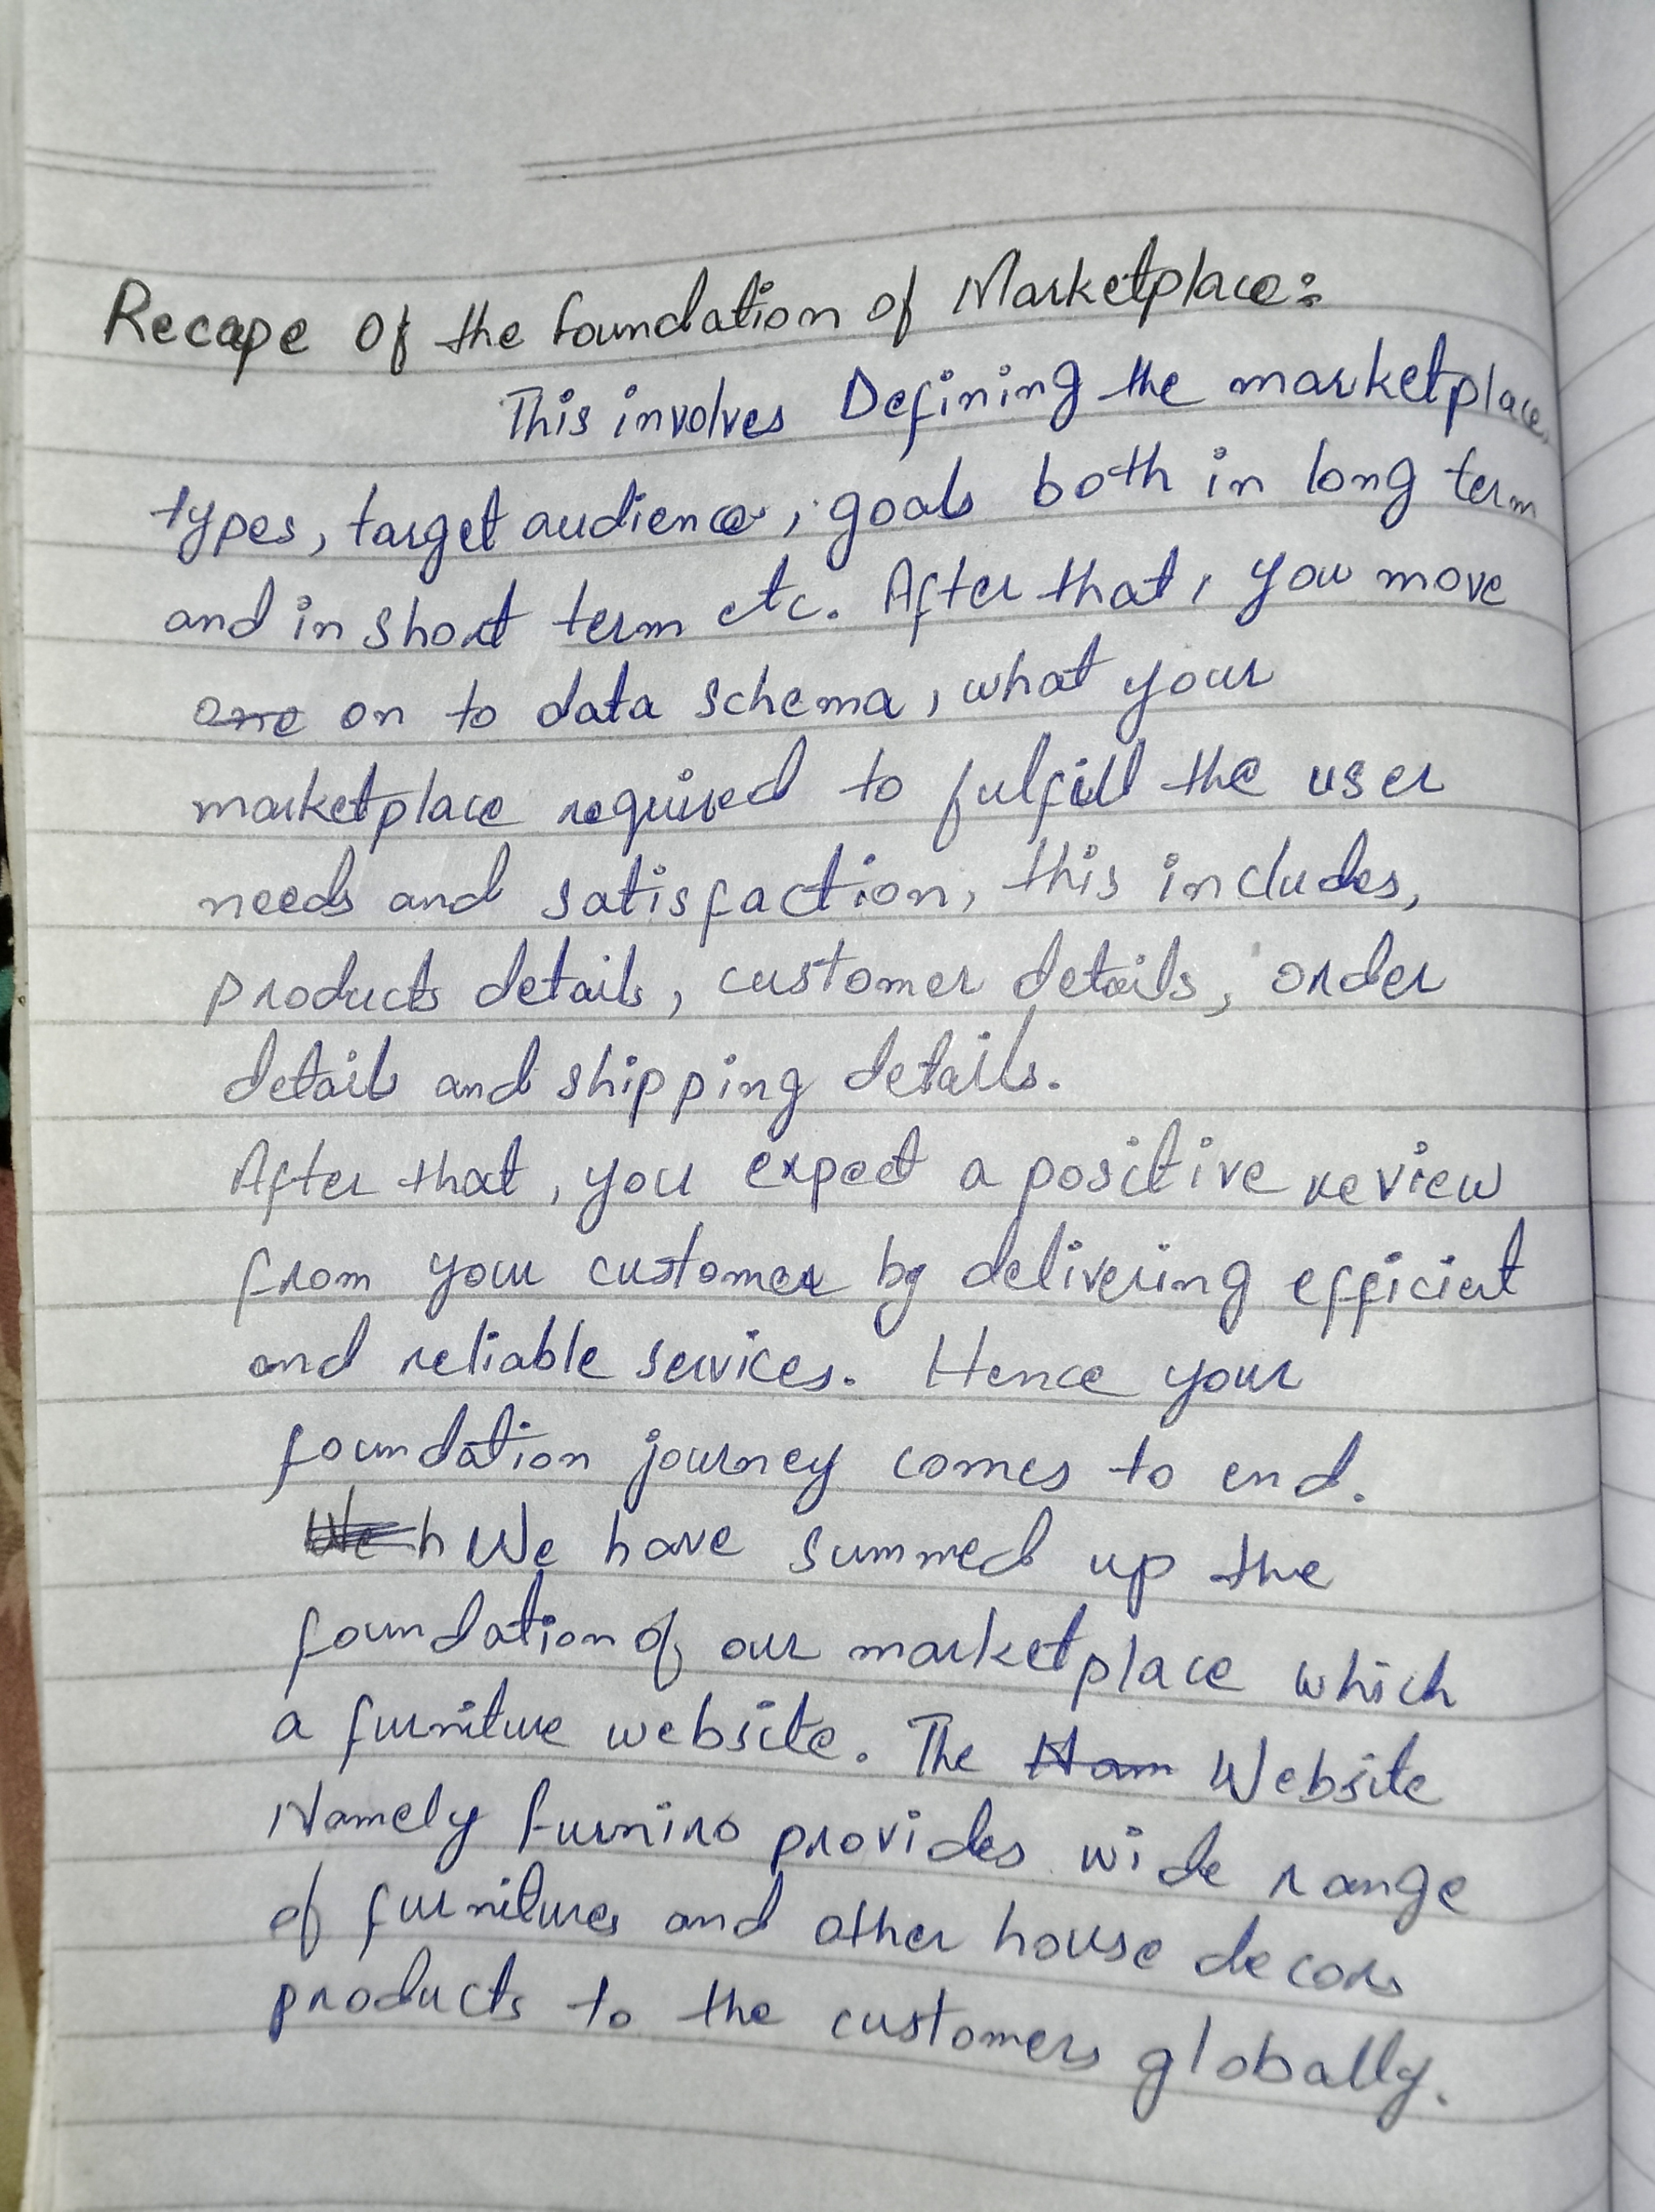 Recape Of the foundation of Marketplace:
This involves Defining the marketplace
types, target audience, goals both in long term
and in short term etc. After that, you move
one on to data schema, what your
marketplace required to fulfill the user
needs and satisfaction, this includes,
products details, customer details, order
details and shipping details.
After that, you expect a positive review
from your customer by delivering efficient
and reliable services. Hence your
foundation journey comes to end.
We h We have summed up the
foundation of our marketplace which
a furniture website. The Nam Website
Namely furniro provides wide range
of furnitures and other house decors
products to the customers globally.